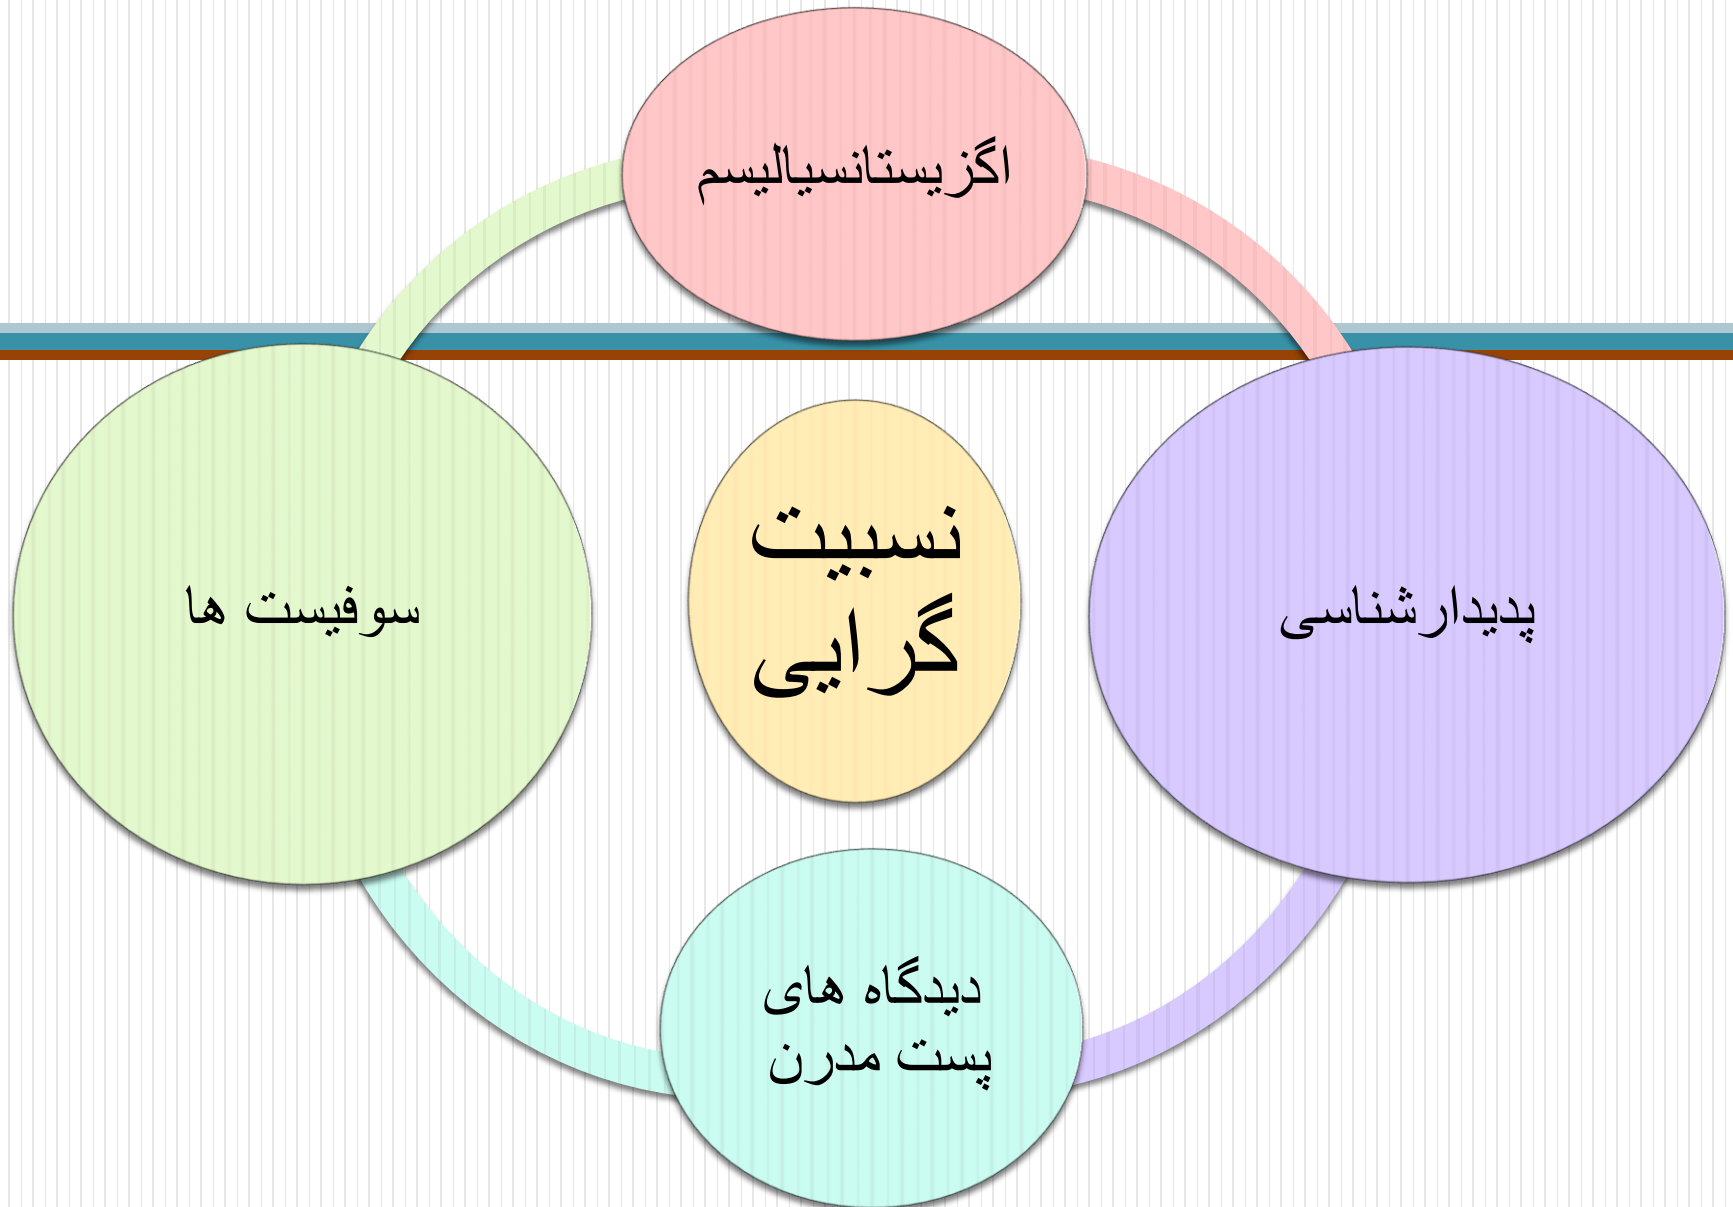 اگزیستانسیالیسم
نسبیت
گرایی
پدیدارشناسی
سوفیست ها
دیدگاه های
پست مدرن